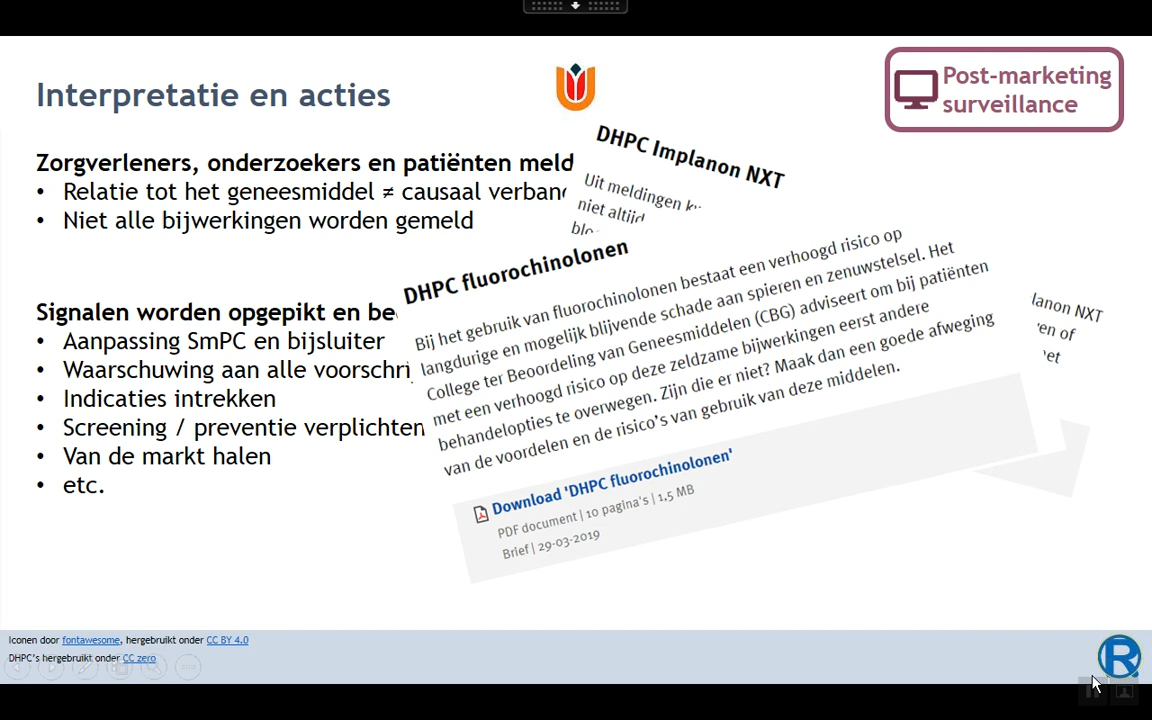 Interpretatie en acties
Post-marketing
surveillance
Zorgverleners, onderzoekers en patiënten meld
• Relatie tot het geneesmiddel ≠ causaal verband
• Niet alle bijwerkingen worden gemeld
Signalen worden opgepikt en be
• Aanpassing SmPC en bijsluiter
• Waarschuwing aan alle voorschrij
• Indicaties intrekken
• Screening / preventie verplichten
• Van de markt halen
• etc.
DHPC Implanon NXT
Uit meldingen
niet altijd
DHPC fluorochinolonen
Bij het gebruik van fluorochinolonen bestaat een verhoogd risico op
langdurige en mogelijk blijvende schade aan spieren en zenuwstelsel. Het
College ter Beoordeling van Geneesmiddelen (CBG) adviseert om bij patiënten
met een verhoogd risico op deze zeldzame bijwerkingen eerst andere
behandelopties te overwegen. Zijn die er niet? Maak dan een goede afweging
van de voordelen en de risico's van gebruik van deze middelen.
Download 'DHPC fluorochinolonen'
PDF document | 10 pagina's | 1,5 MB
Brief | 29-03-2019
lanon NXT
en of
het
Iconen door fontawesome, hergebruikt onder CC BY 4.0
DHPC's hergebruikt onder CC zero
R